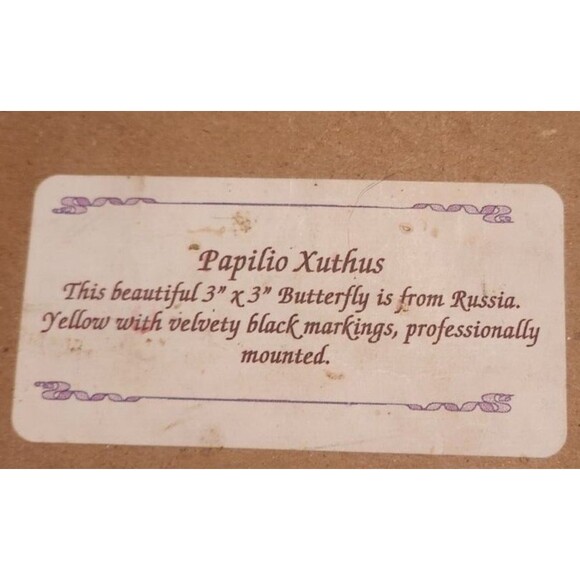 Papilio Xuthus
This beautiful 3" x 3" Butterfly is from Russia.
Yellow with velvety black markings, professionally
mounted.